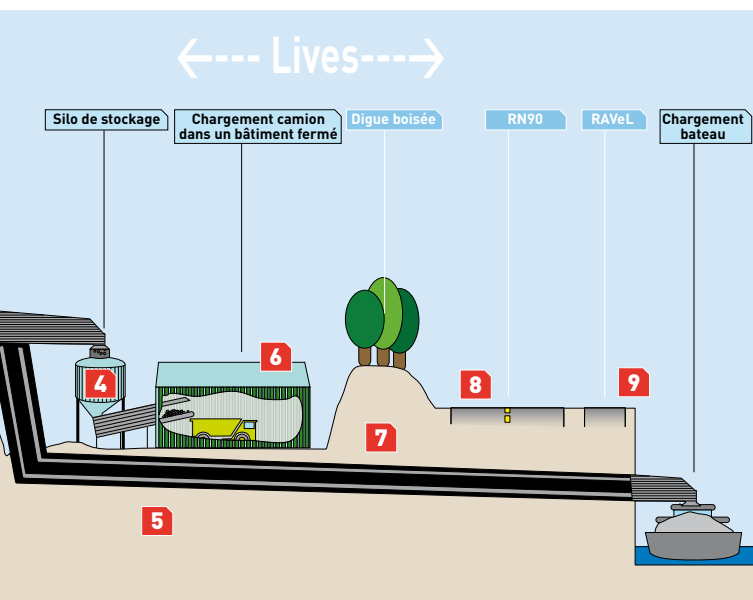 <---- Lives---->
Silo de stockage
Chargement camion
dans un bâtiment fermé
Digue boisée
RN90
RAVeL
Chargement
bateau
6
4
8
9
7
5